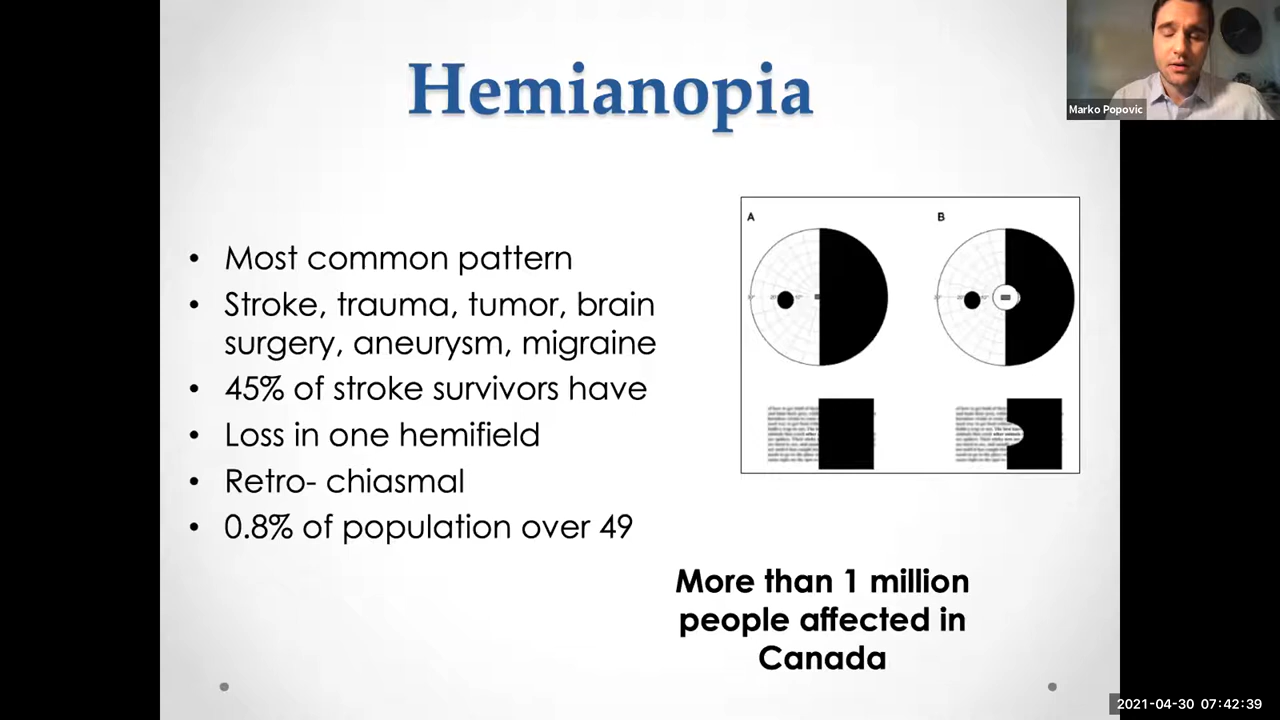 Hemianopia
Marko Popovic
• Most common pattern
• Stroke, trauma, tumor, brain
surgery, aneurysm, migraine
• 45% of stroke survivors have
• Loss in one hemifield
• Retro- chiasmal
• 0.8% of population over 49
A
B
More than 1 million
people affected in
Canada
2021-04-30 07:42:39